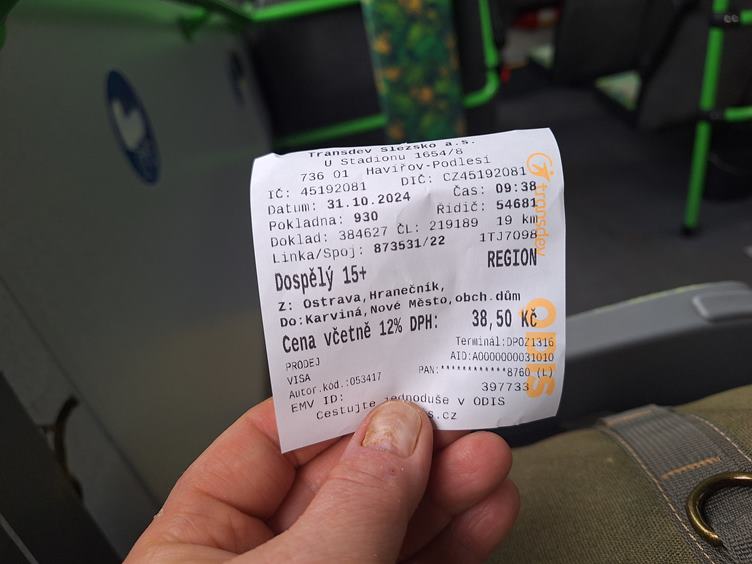 Transdev Slezsko a.s.
U Stadionu 1654/8
736 01 Havířov-Podlesí
IČ: 45192081 DIČ: CZ45192081
Datum: 31.10.2024 Čas: 09:38
Pokladna: 930 Řidič: 54681
Doklad: 384627 ČL: 219189 19 km
Linka/Spoj: 873531/22 1TJ7098
Dospělý 15+ REGION
Z: Ostrava,Hranečník,
Do:Karviná,Nové Město,obch.dům
Cena včetně 12% DPH: 38,50 Kč
PRODEJ Terminál:DPOZ1316
VISA AID:A0000000031010
Autor.kód.:053417 PAN:************8760 (L)
EMV ID: 397733
Cestujte jednoduše v ODIS
s.cz
transdev
ODIS